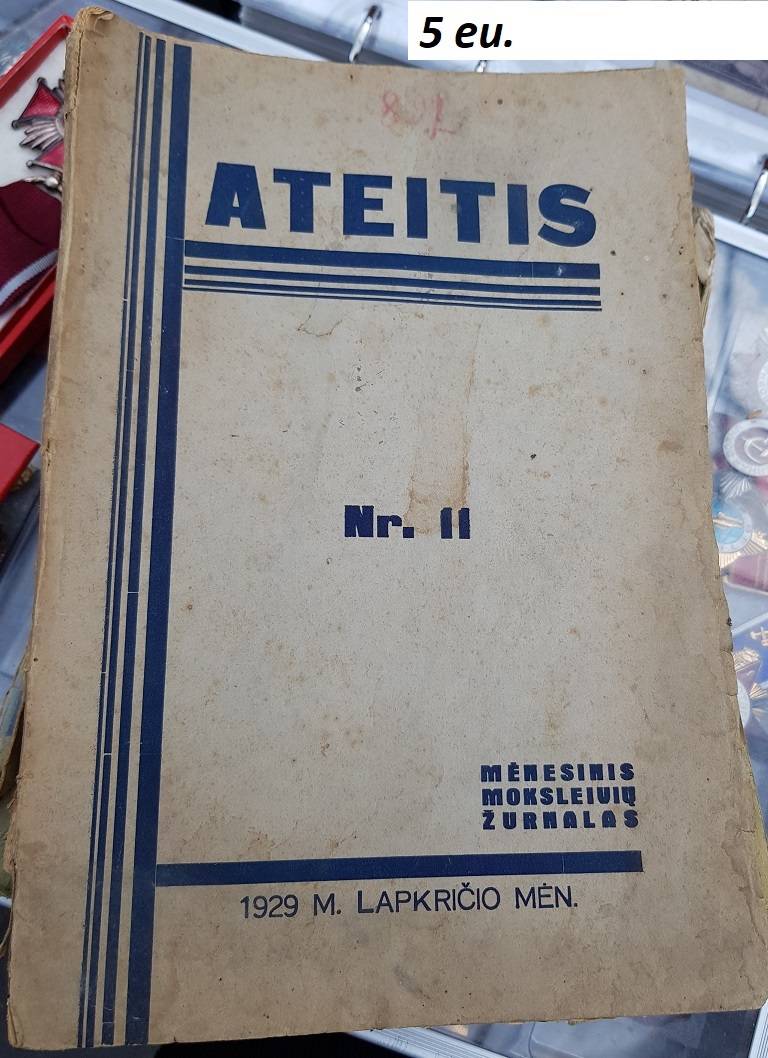 5 eu.
ATEITIS
Nr. 11
MĖNESINIS
MOKSLEIVIŲ
ŽURNALAS
1929 M. LAPKRIČIO MĖN.